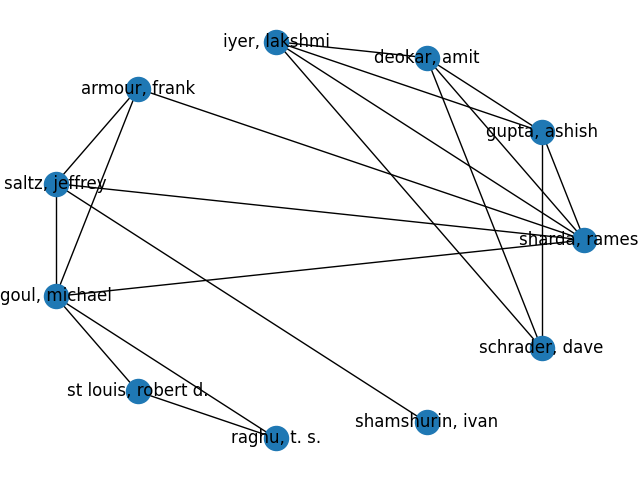 iyer, lakshmi
deokar, amit
armour, frank
gupta, ashish
saltz, jeffrey
sharda, rames
goul, michael
schrader, dave
st louis, robert d.
shamshurin, ivan
raghu, t. s.